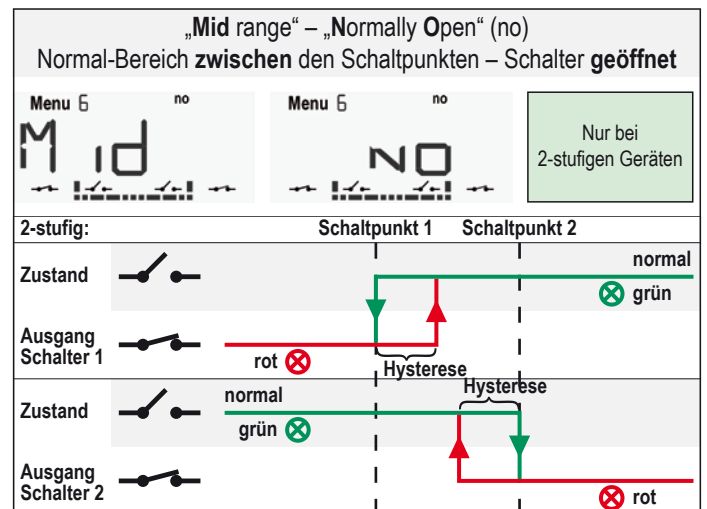 „Mid range“ – „Normally Open“ (no)
Normal-Bereich zwischen den Schaltpunkten – Schalter geöffnet
Menu 6 no
Mid
Menu 6 no
NO
Nur bei
2-stufigen Geräten
2-stufig: Schaltpunkt 1 Schaltpunkt 2
normal
Zustand
grün
Ausgang
Schalter 1
rot
Hysterese
Hysterese
normal
Zustand
grün
Ausgang
Schalter 2
rot